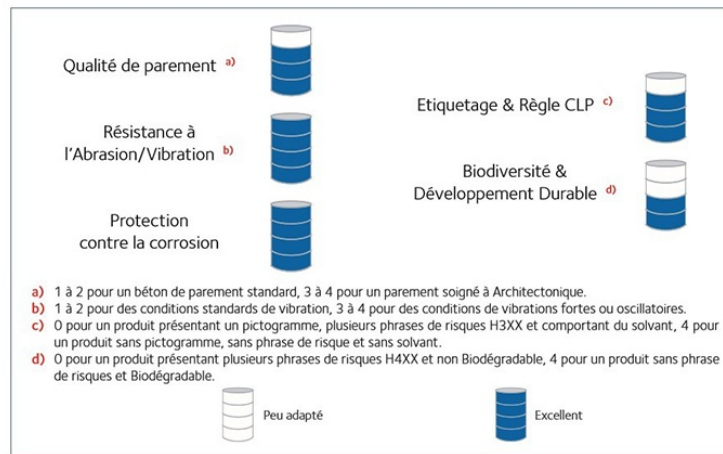 Qualité de parement a)
Résistance à
l'Abrasion/Vibration b)
Protection
contre la corrosion
Etiquetage & Règle CLP c)
Biodiversité &
Développement Durable d)
a) 1 à 2 pour un béton de parement standard, 3 à 4 pour un parement soigné à Architectonique.
b) 1 à 2 pour des conditions standards de vibration, 3 à 4 pour des conditions de vibrations fortes ou oscillatoires.
c) 0 pour un produit présentant un pictogramme, plusieurs phrases de risques H3XX et comportant du solvant, 4 pour
un produit sans pictogramme, sans phrase de risque et sans solvant.
d) 0 pour un produit présentant plusieurs phrases de risques H4XX et non Biodégradable, 4 pour un produit sans phrase
de risques et Biodégradable.
Peu adapté
Excellent